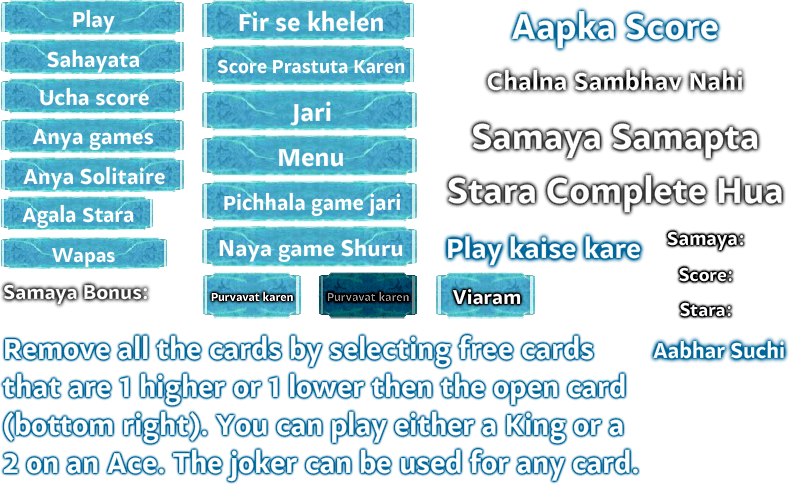 Play
Sahayata
Ucha score
Anya games
Anya Solitaire
Agala Stara
Wapas
Samaya Bonus:
Fir se khelen
Score Prastuta Karen
Jari
Menu
Pichhala game jari
Naya game Shuru
Purvavat karen
Purvavat karen
Viaram
Aapka Score
Chalna Sambhav Nahi
Samaya Samapta
Stara Complete Hua
Play kaise kare
Samaya:
Score:
Stara:
Aabhar Suchi
Remove all the cards by selecting free cards
that are 1 higher or 1 lower then the open card
(bottom right). You can play either a King or a
2 on an Ace. The joker can be used for any card.